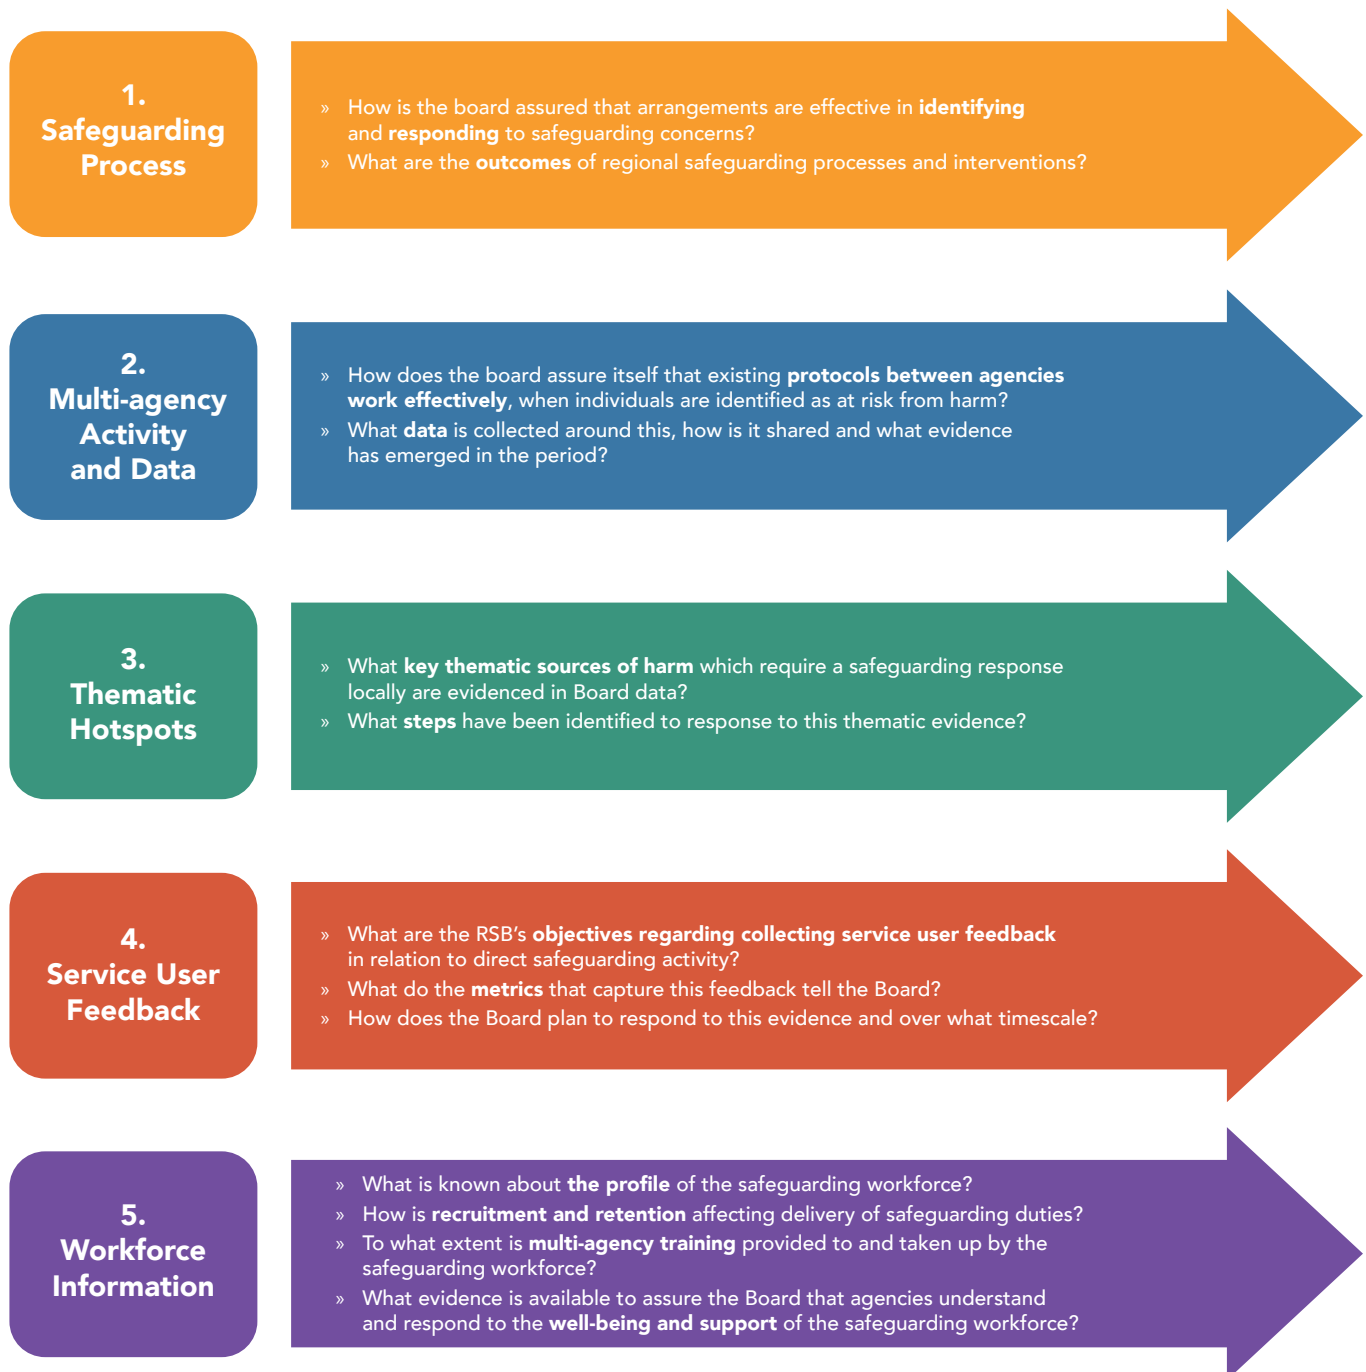 1.
Safeguarding
Process
» How is the board assured that arrangements are effective in identifying
and responding to safeguarding concerns?
» What are the outcomes of regional safeguarding processes and interventions?
2.
Multi-agency
Activity
and Data
» How does the board assure itself that existing protocols between agencies
work effectively, when individuals are identified as at risk from harm?
» What data is collected around this, how is it shared and what evidence
has emerged in the period?
3.
Thematic
Hotspots
» What key thematic sources of harm which require a safeguarding response
locally are evidenced in Board data?
» What steps have been identified to response to this thematic evidence?
4.
Service User
Feedback
» What are the RSB's objectives regarding collecting service user feedback
in relation to direct safeguarding activity?
» What do the metrics that capture this feedback tell the Board?
» How does the Board plan to respond to this evidence and over what timescale?
5.
Workforce
Information
» What is known about the profile of the safeguarding workforce?
» How is recruitment and retention affecting delivery of safeguarding duties?
» To what extent is multi-agency training provided to and taken up by the
safeguarding workforce?
» What evidence is available to assure the Board that agencies understand
and respond to the well-being and support of the safeguarding workforce?